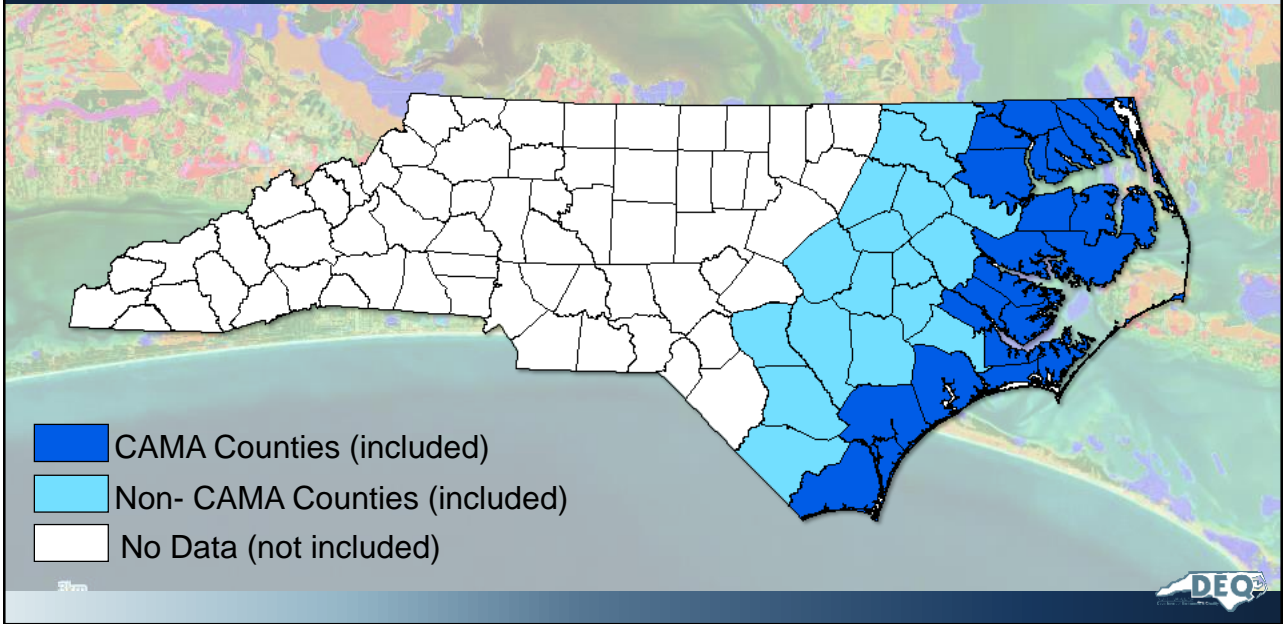 CAMA Counties (included)
Non- CAMA Counties (included)
No Data (not included)
DEQ